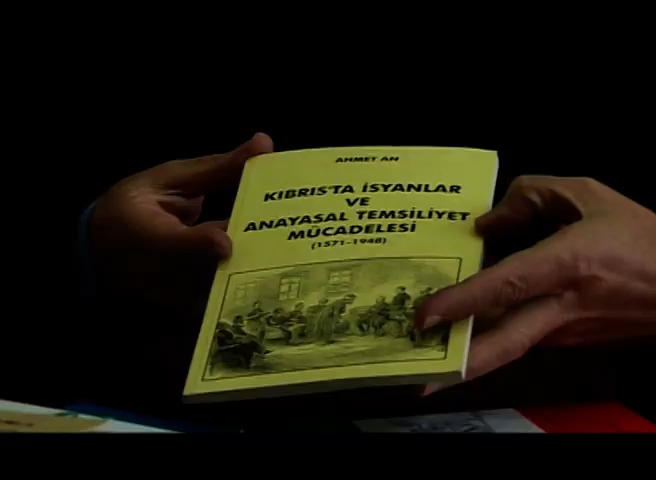 AHMET AN
KIBRIS'TA İSYANLAR
VE
ANAYASAL TEMSİLİYET
MÜCADELESİ
(1571-1948)